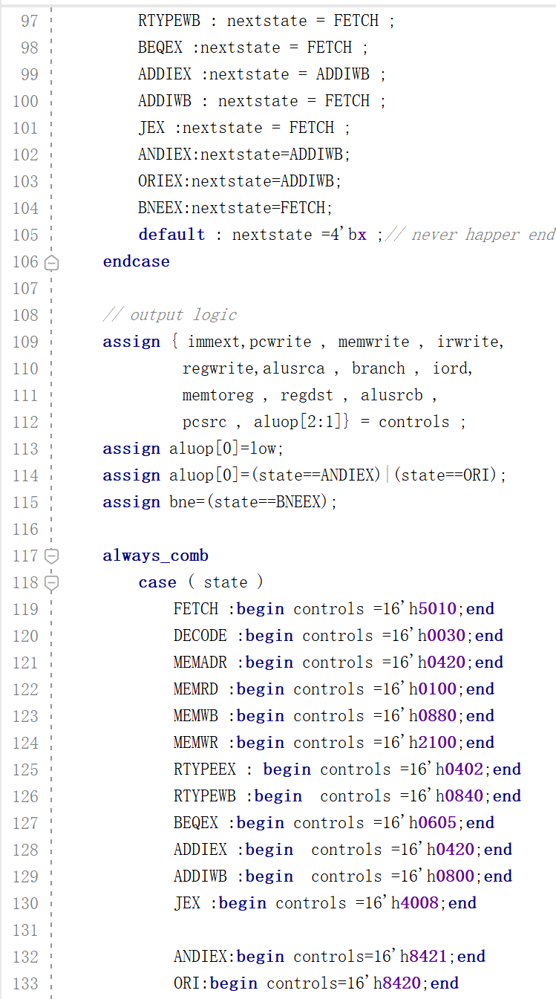 97 RTYPEWB : nextstate = FETCH ;
98 BEQEX :nextstate = FETCH ;
99 ADDIEX :nextstate = ADDIWB ;
100 ADDIWB : nextstate = FETCH ;
101 JEX :nextstate = FETCH ;
102 ANDIEX:nextstate=ADDIWB;
103 ORIEX:nextstate=ADDIWB;
104 BNEEX:nextstate=FETCH;
105 default : nextstate =4'bx ;// never happer end
106 endcase
107
108 // output logic
109 assign { immext,pcwrite , memwrite , irwrite,
110 regwrite,alusrca , branch , iord,
111 memtoreg , regdst , alusrcb ,
112 pcsrc , aluop[2:1]} = controls ;
113 assign aluop[0]=low;
114 assign aluop[0]=(state==ANDIEX)|(state==ORI);
115 assign bne=(state==BNEEX);
116
117 always_comb
118 case ( state )
119 FETCH :begin controls =16'h5010;end
120 DECODE :begin controls =16'h0030;end
121 MEMADR :begin controls =16'h0420;end
122 MEMRD :begin controls =16'h0100;end
123 MEMWB :begin controls =16'h0880;end
124 MEMWR :begin controls =16'h2100;end
125 RTYPEEX : begin controls =16'h0402;end
126 RTYPEWB :begin  controls =16'h0840;end
127 BEQEX :begin controls =16'h0605;end
128 ADDIEX :begin  controls =16'h0420;end
129 ADDIWB :begin  controls =16'h0800;end
130 JEX :begin controls =16'h4008;end
131
132 ANDIEX:begin controls=16'h8421;end
133 ORI:begin controls=16'h8420;end